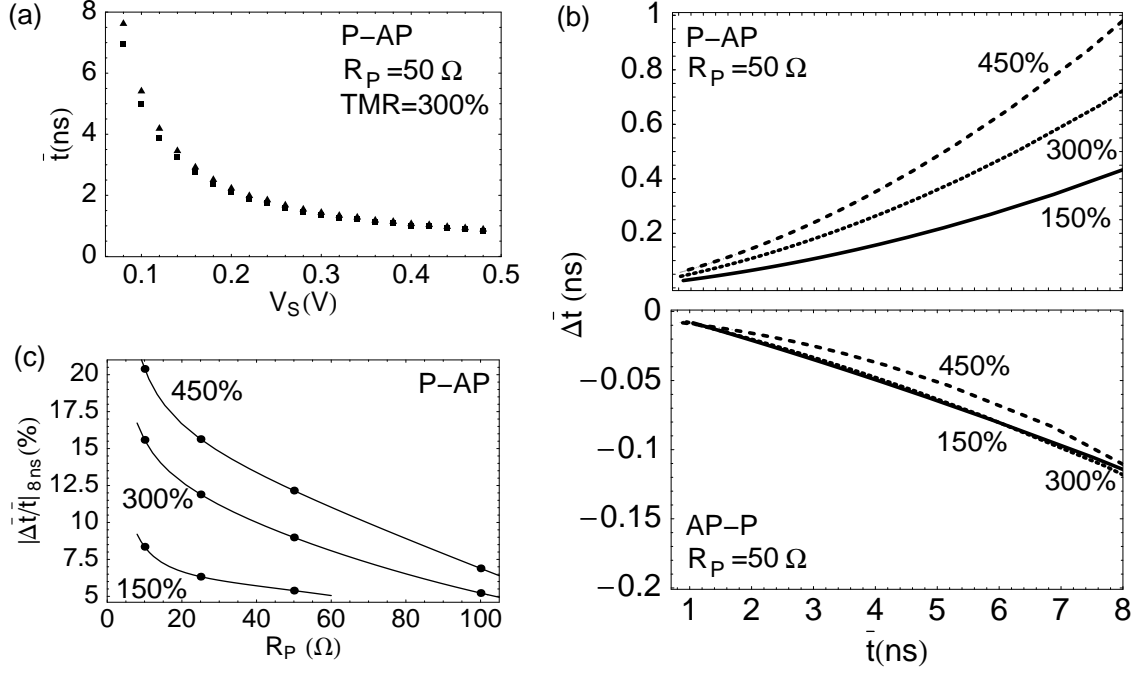 (a)
8
6
4
2
0
t̄(ns)
P−AP
R_P=50 Ω
TMR=300%
0.1 0.2 0.3 0.4 0.5
V_S(V)
(b)
1
0.8
0.6
0.4
0.2
P−AP
R_P=50 Ω
450%
300%
150%
Δt̄ (ns)
0
−0.05
−0.1
−0.15
−0.2
450%
150%
300%
AP−P
R_P=50 Ω
1 2 3 4 5 6 7 8
t̄(ns)
(c)
20
17.5
15
12.5
10
7.5
5
|Δt̄/t̄|_8ns(%)
P−AP
450%
300%
150%
0 20 40 60 80 100
R_P (Ω)